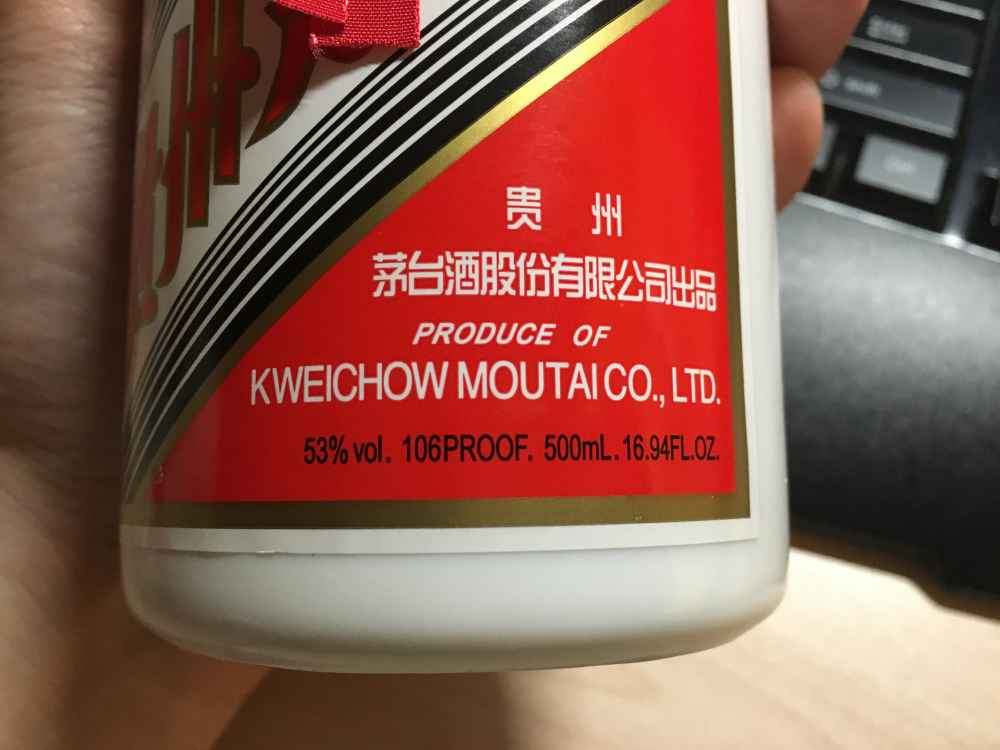 贵州
茅台酒股份有限公司出品
PRODUCE OF
KWEICHOW MOUTAI CO., LTD.
53% vol. 106PROOF. 500mL. 16.94FL.OZ.